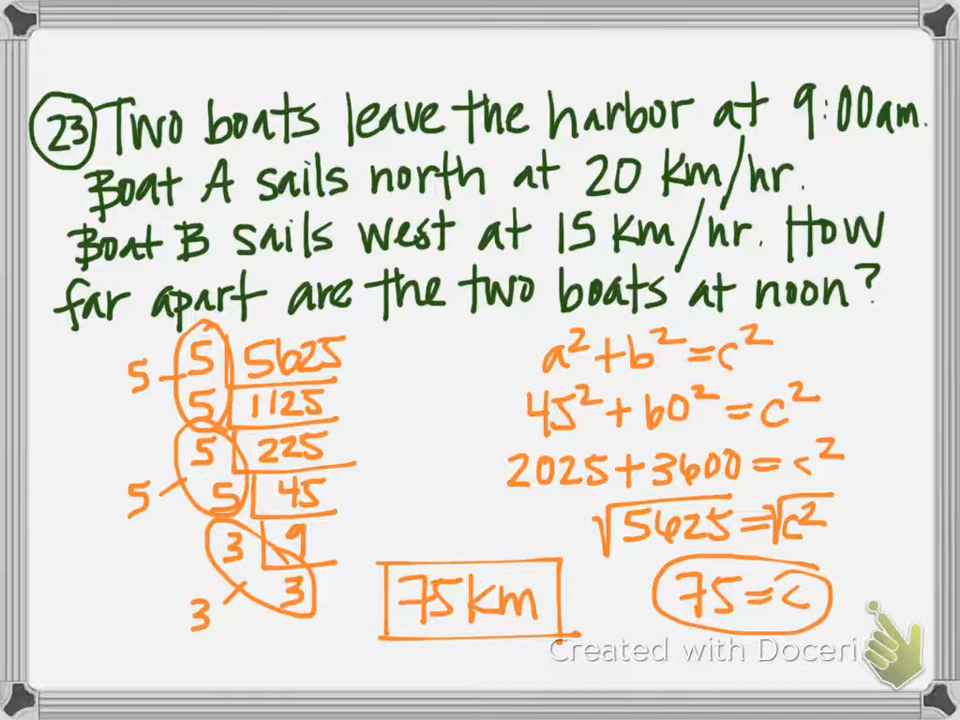 23 Two boats leave the harbor at 9:00am.
Boat A sails north at 20 Km/hr.
Boat B sails west at 15 Km/hr. How
far apart are the two boats at noon?
5 5 5625
5 1125
5 225
5 5 45
3 9
3 3
a²+b²=c²
45²+60²=c²
2025+3600=c²
√5625=√c²
75=c
75km
Created with Doceri